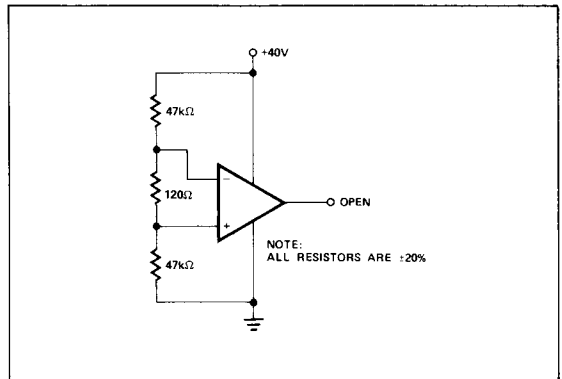 +40V
47kΩ
120Ω
−
+
OPEN
47kΩ
NOTE:
ALL RESISTORS ARE ±20%